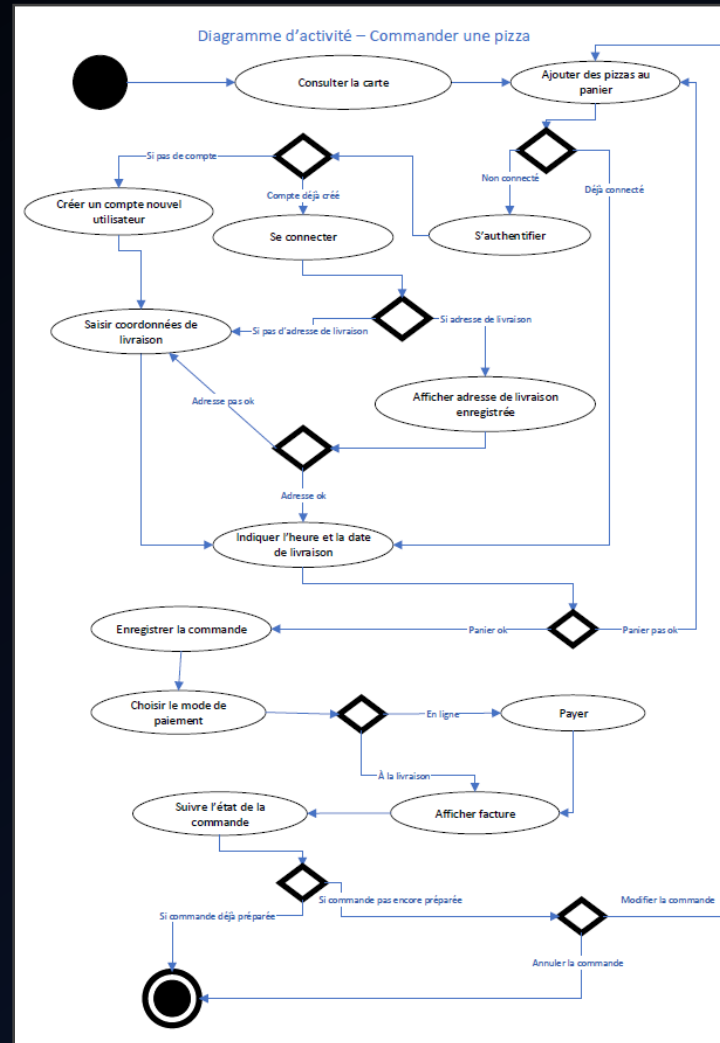 Diagramme d'activité – Commander une pizza
Consulter la carte
Ajouter des pizzas au
panier
Si pas de compte
Non connecté
Déjà connecté
Compte déjà créé
Créer un compte nouvel
utilisateur
Se connecter
S'authentifier
Saisir coordonnées de
livraison
Si pas d'adresse de livraison
Si adresse de livraison
Adresse pas ok
Afficher adresse de livraison
enregistrée
Adresse ok
Indiquer l'heure et la date
de livraison
Enregistrer la commande
Panier ok
Panier pas ok
Choisir le mode de
paiement
En ligne
Payer
À la livraison
Suivre l'état de la
commande
Afficher facture
Si commande pas encore préparée
Modifier la commande
Si commande déjà préparée
Annuler la commande